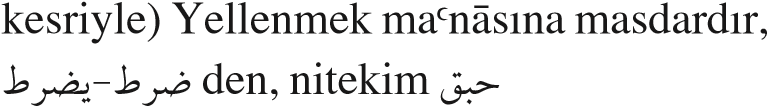 kesriyle) Yellenmek maʿnāsına masdardır,
ضرط-يضرط den, nitekim حبق